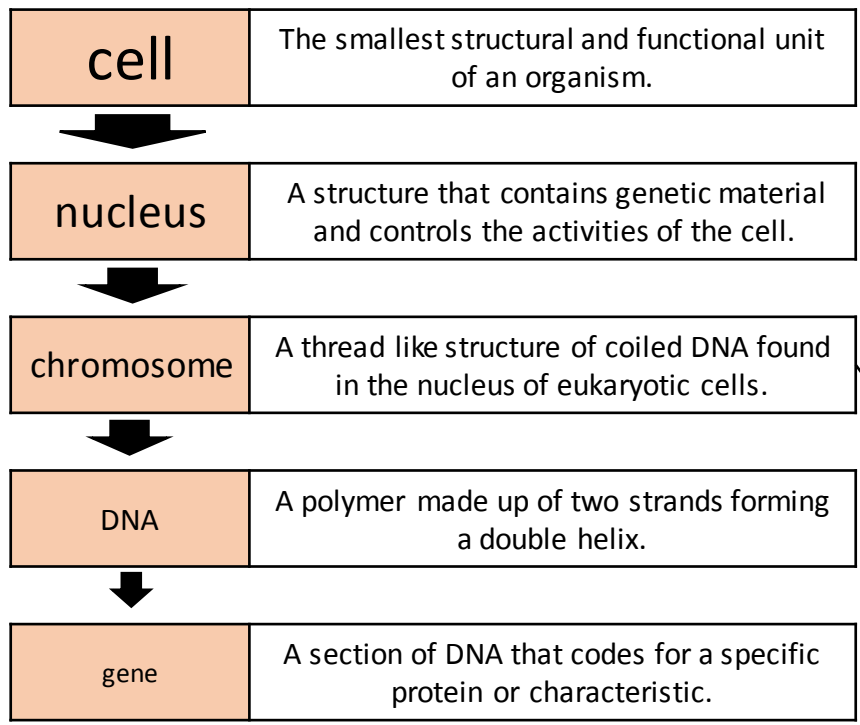 cell
The smallest structural and functional unit
of an organism.
nucleus
A structure that contains genetic material
and controls the activities of the cell.
chromosome
A thread like structure of coiled DNA found
in the nucleus of eukaryotic cells.
DNA
A polymer made up of two strands forming
a double helix.
gene
A section of DNA that codes for a specific
protein or characteristic.